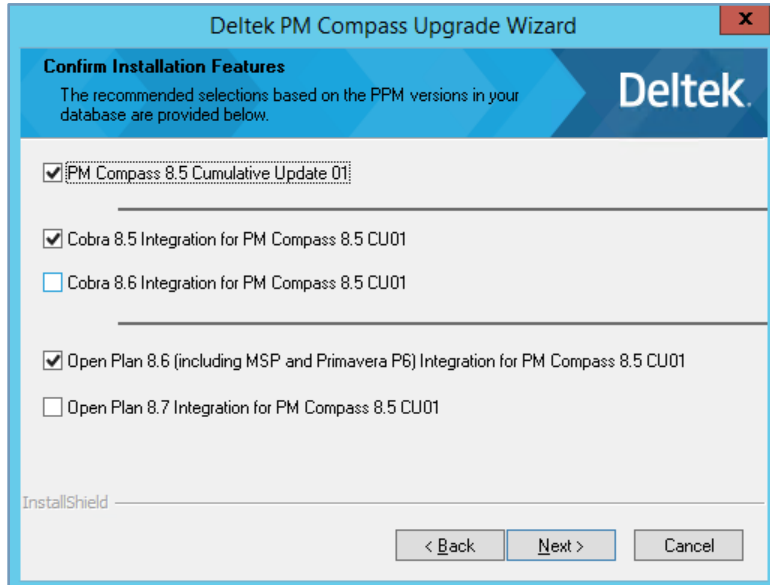 Deltek PM Compass Upgrade Wizard
x
Confirm Installation Features
The recommended selections based on the PPM versions in your
database are provided below.
Deltek.
PM Compass 8.5 Cumulative Update 01
Cobra 8.5 Integration for PM Compass 8.5 CU01
Cobra 8.6 Integration for PM Compass 8.5 CU01
Open Plan 8.6 (including MSP and Primavera P6) Integration for PM Compass 8.5 CU01
Open Plan 8.7 Integration for PM Compass 8.5 CU01
InstallShield
< Back
Next >
Cancel